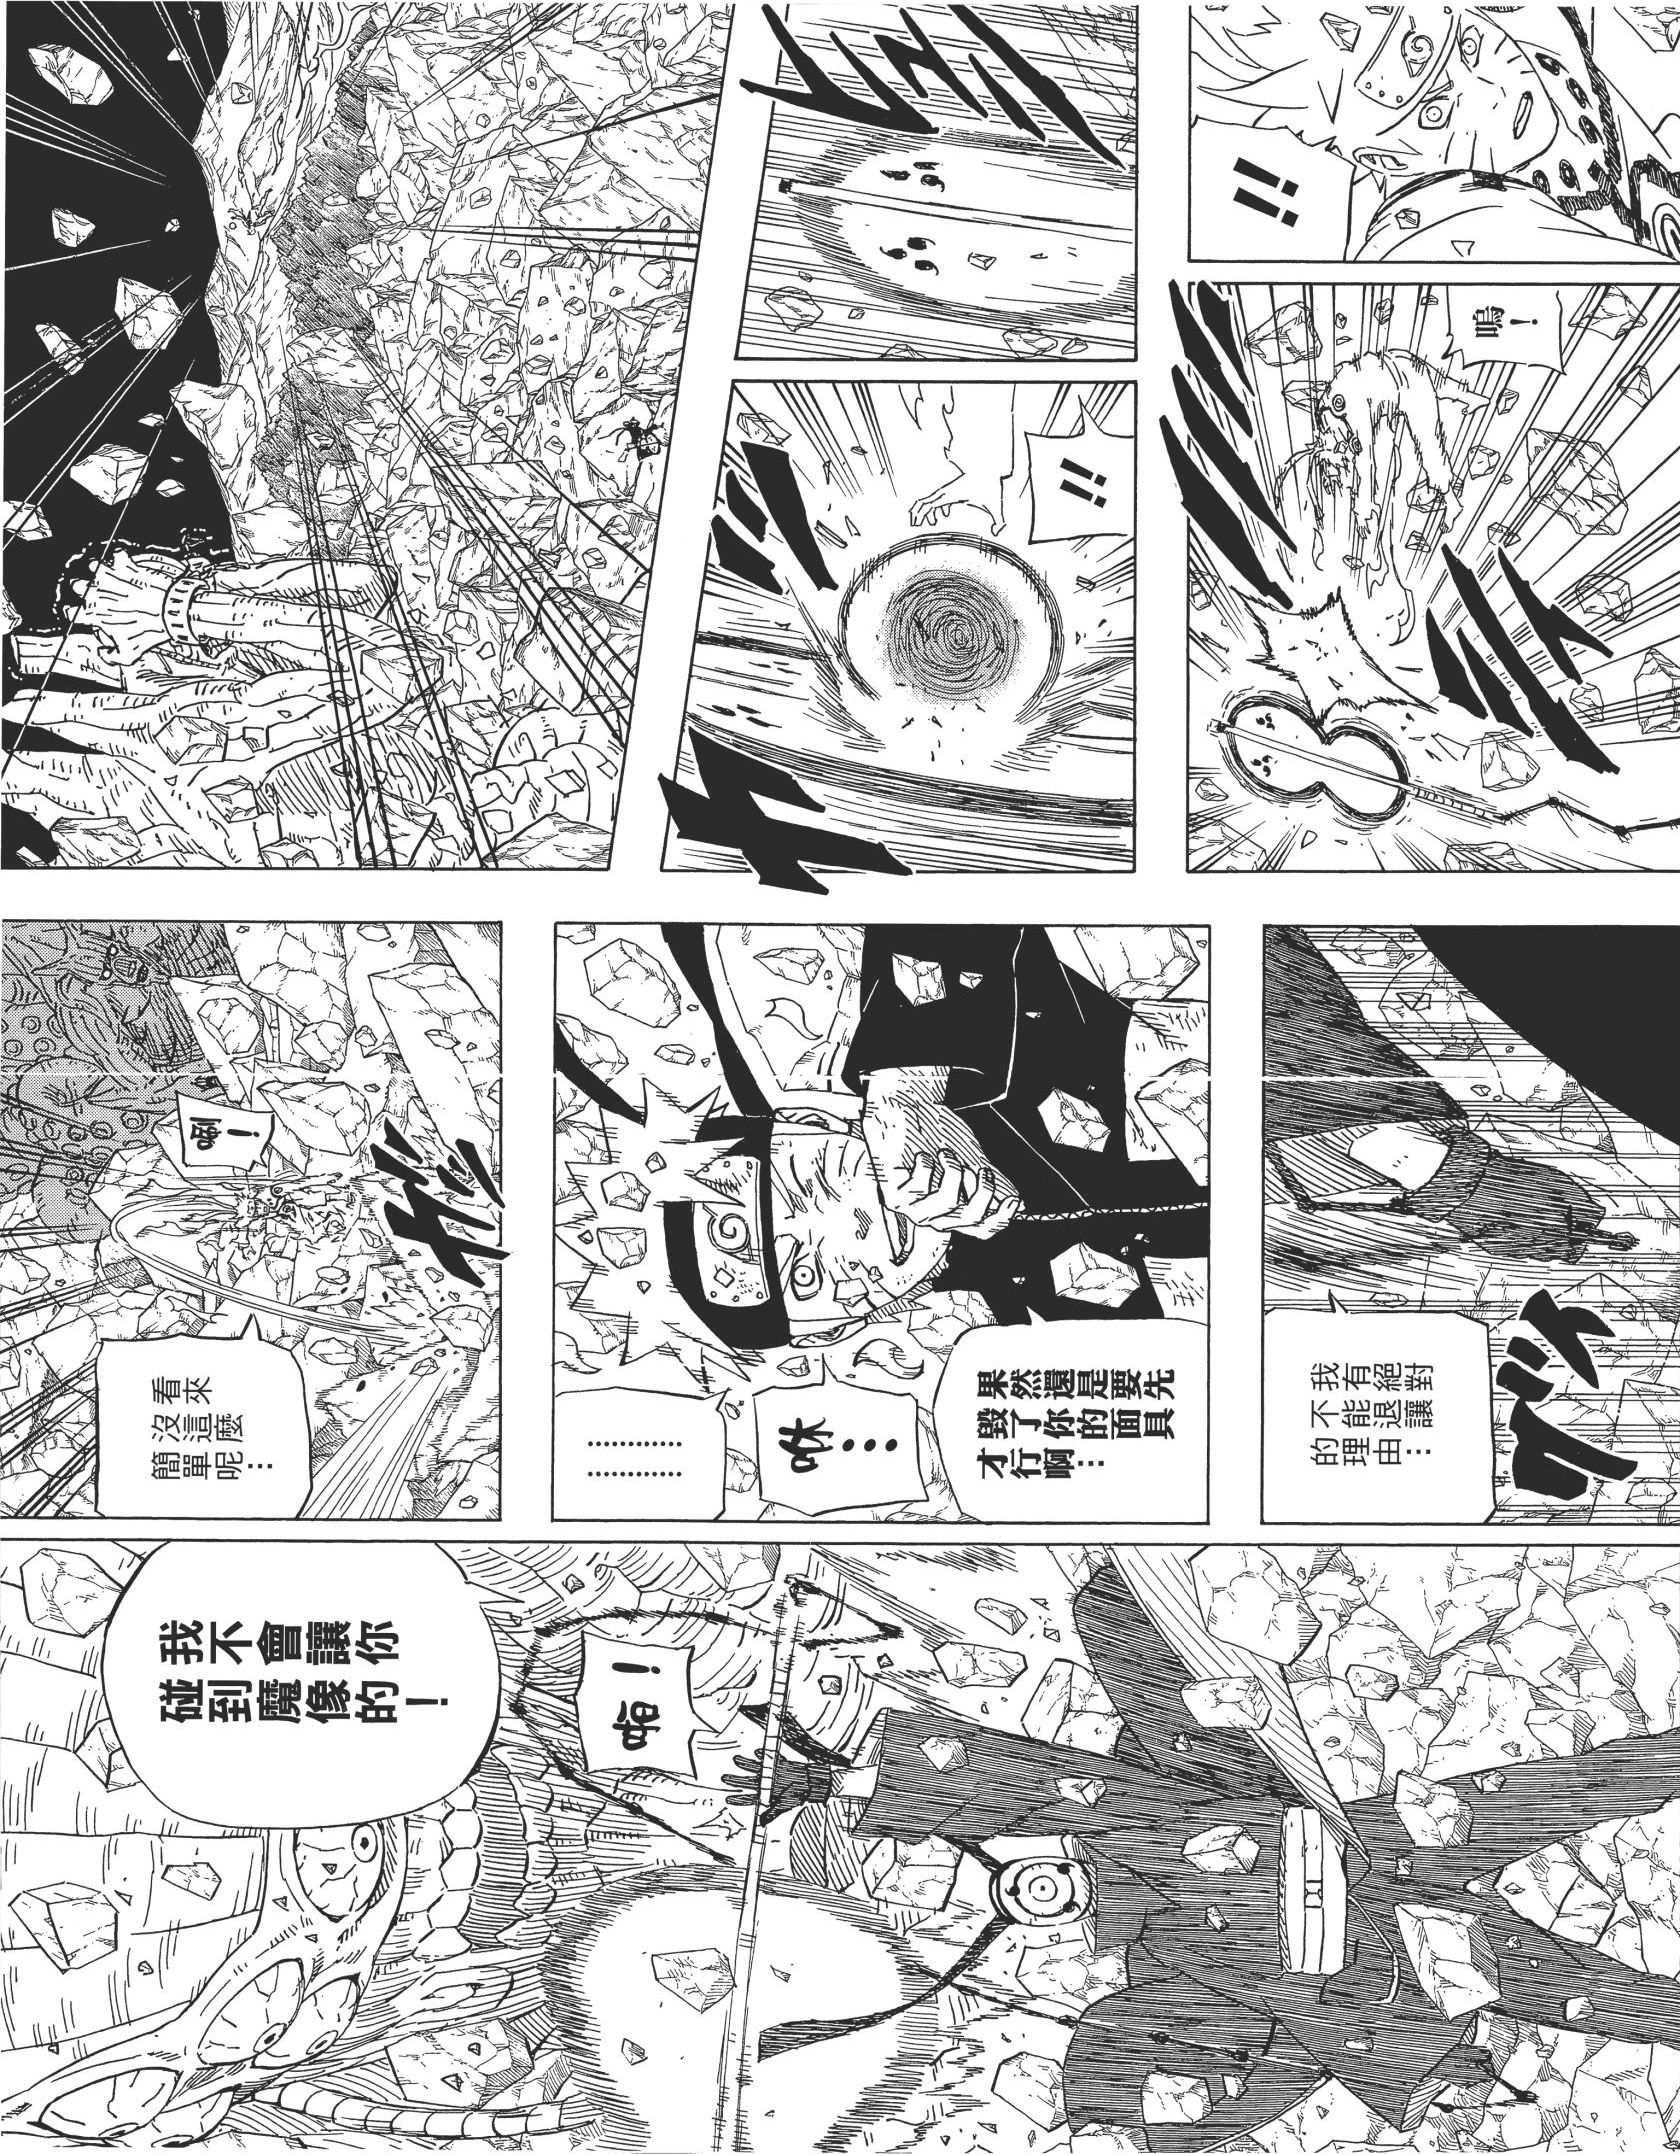 ！！
！！
嗚！
唰！
看來
沒這麼
簡單呢…
……………
……………
咻…
果然還是要先
毀了你的面具
才行啊…
我有絕對
不能退讓
的理由…
我不會讓你
碰到魔像的！
啪！